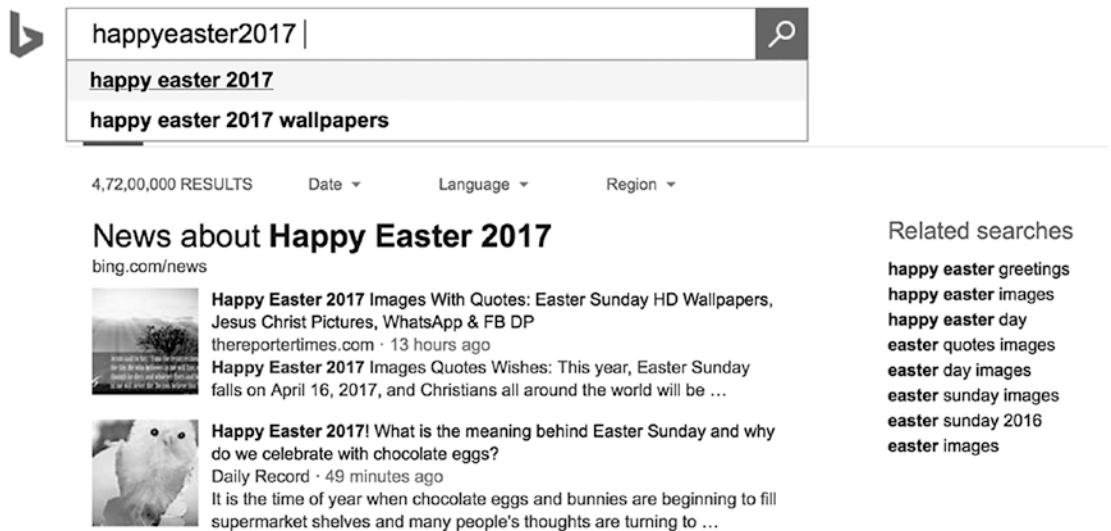 happyeaster2017
happy easter 2017
happy easter 2017 wallpapers
4,72,00,000 RESULTS Date Language Region
News about Happy Easter 2017
bing.com/news
Happy Easter 2017 Images With Quotes: Easter Sunday HD Wallpapers,
Jesus Christ Pictures, WhatsApp & FB DP
thereportertimes.com · 13 hours ago
Happy Easter 2017 Images Quotes Wishes: This year, Easter Sunday
falls on April 16, 2017, and Christians all around the world will be ...
Happy Easter 2017! What is the meaning behind Easter Sunday and why
do we celebrate with chocolate eggs?
Daily Record · 49 minutes ago
It is the time of year when chocolate eggs and bunnies are beginning to fill
supermarket shelves and many people's thoughts are turning to ...
Related searches
happy easter greetings
happy easter images
happy easter day
easter quotes images
easter day images
easter sunday images
easter sunday 2016
easter images